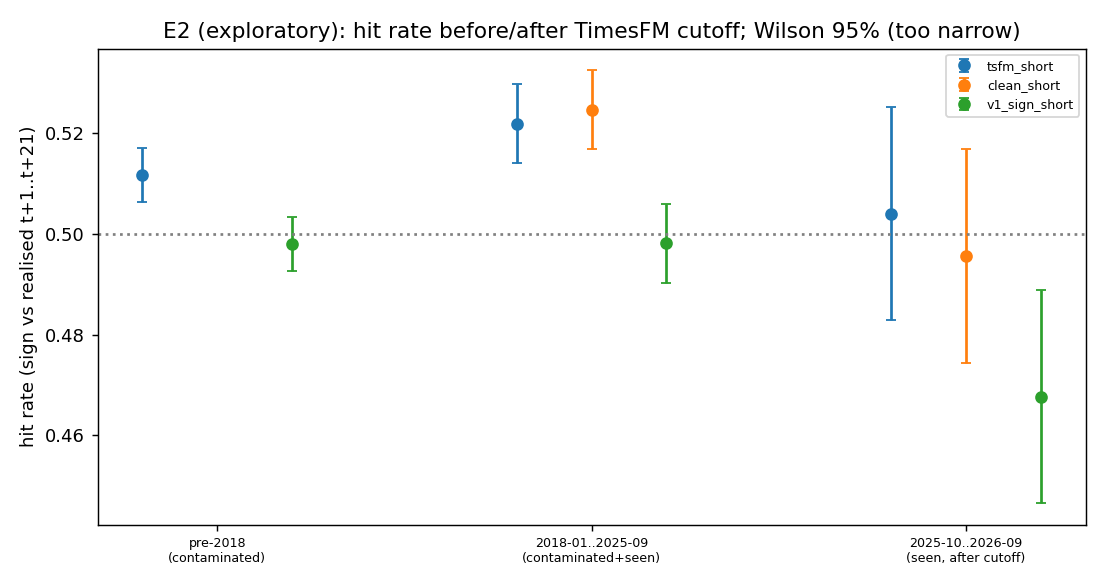 E2 (exploratory): hit rate before/after TimesFM cutoff; Wilson 95% (too narrow)
tsfm_short
clean_short
v1_sign_short
hit rate (sign vs realised t+1..t+21)
0.52
0.50
0.48
0.46
pre-2018
(contaminated)
2018-01..2025-09
(contaminated+seen)
2025-10..2026-09
(seen, after cutoff)